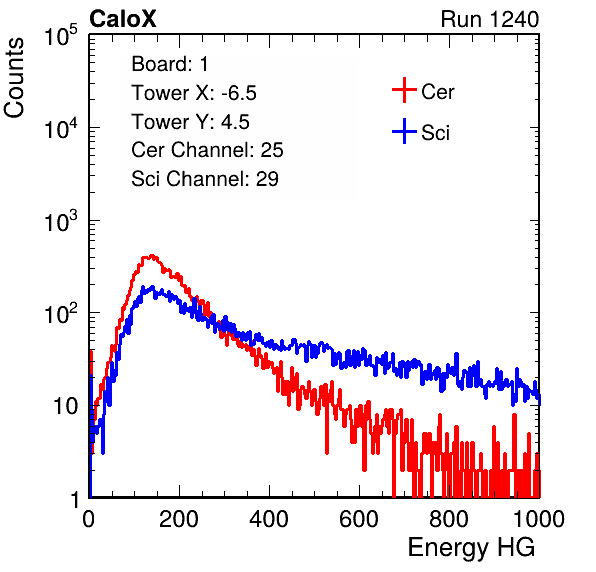 CaloX Run 1240
Counts
10^5
10^4
10^3
10^2
10
1
Board: 1
Tower X: -6.5
Tower Y: 4.5
Cer Channel: 25
Sci Channel: 29
Cer
Sci
0 200 400 600 800 1000
Energy HG